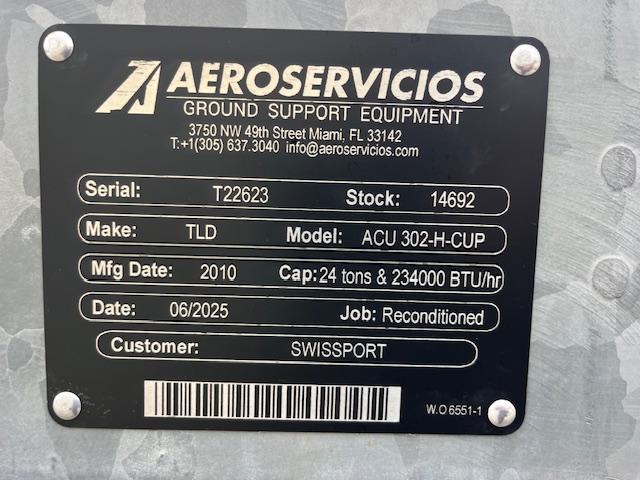 AEROSERVICIOS
GROUND SUPPORT EQUIPMENT
3750 NW 49th Street Miami, FL 33142
T:+1(305) 637.3040 info@aeroservicios.com
Serial: T22623 Stock: 14692
Make: TLD Model: ACU 302-H-CUP
Mfg Date: 2010 Cap:24 tons & 234000 BTU/hr
Date: 06/2025 Job: Reconditioned
Customer: SWISSPORT
W.O 6551-1